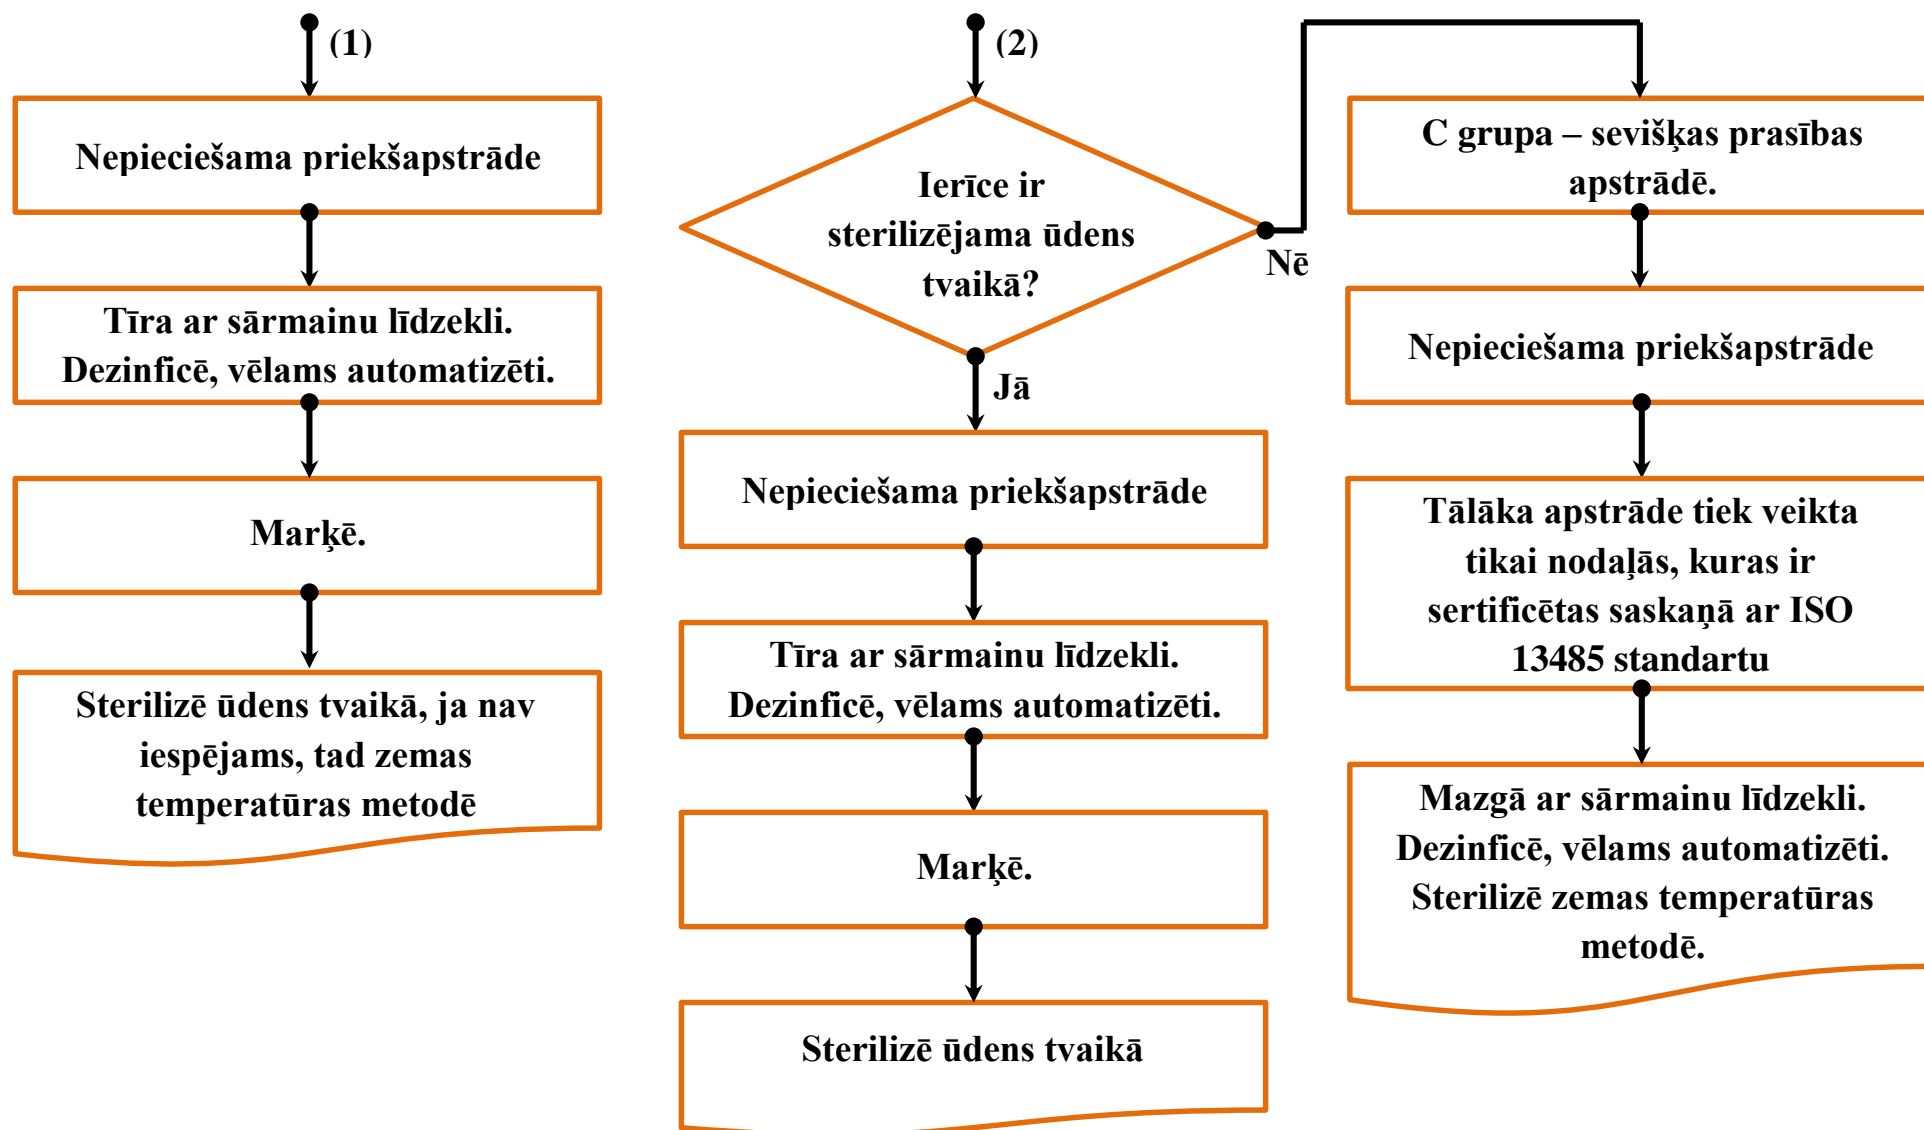 (1)
Nepieciešama priekšapstrāde
Tīra ar sārmainu līdzekli.
Dezinficē, vēlams automatizēti.
Marķē.
Sterilizē ūdens tvaikā, ja nav
iespējams, tad zemas
temperatūras metodē
(2)
Ierīce ir
sterilizējama ūdens
tvaikā?
Nē
Jā
Nepieciešama priekšapstrāde
Tīra ar sārmainu līdzekli.
Dezinficē, vēlams automatizēti.
Marķē.
Sterilizē ūdens tvaikā
C grupa – sevišķas prasības
apstrādē.
Nepieciešama priekšapstrāde
Tālāka apstrāde tiek veikta
tikai nodaļās, kuras ir
sertificētas saskaņā ar ISO
13485 standartu
Mazgā ar sārmainu līdzekli.
Dezinficē, vēlams automatizēti.
Sterilizē zemas temperatūras
metodē.